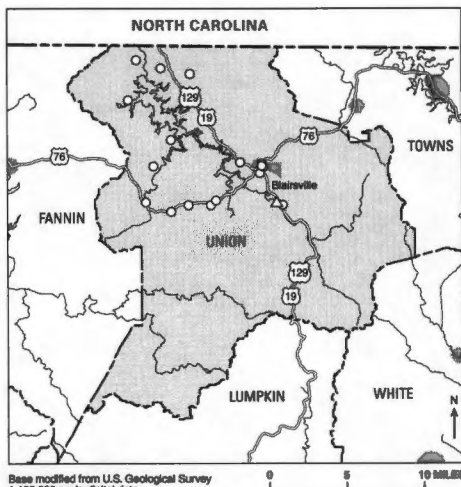 NORTH CAROLINA
129
19
76
TOWNS
76
Blairsville
FANNIN
UNION
129
19
LUMPKIN
WHITE
N
Base modified from U.S. Geological Survey
0 5 10 MILES